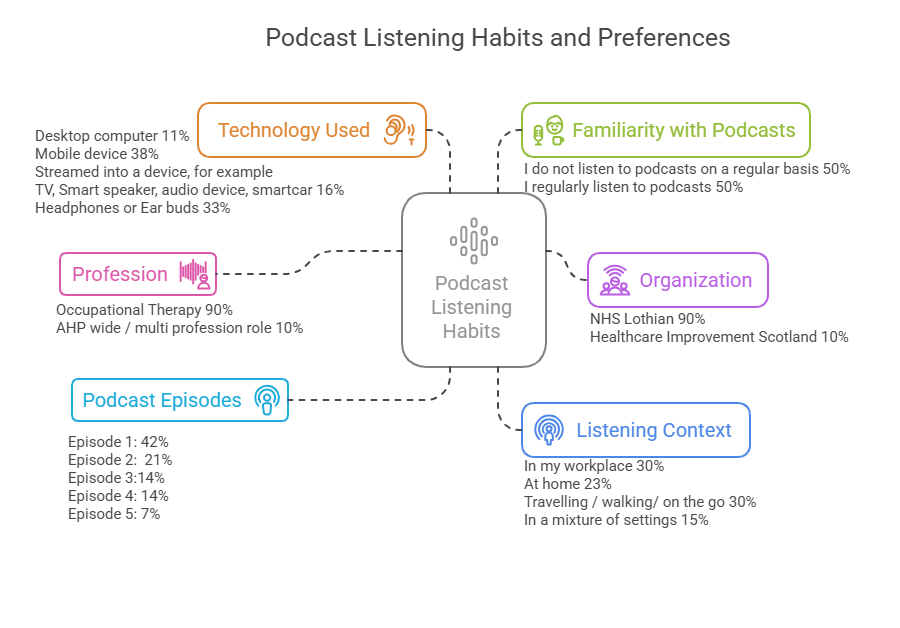 Podcast Listening Habits and Preferences
Technology Used
Desktop computer 11%
Mobile device 38%
Streamed into a device, for example
TV, Smart speaker, audio device, smartcar 16%
Headphones or Ear buds 33%
Familiarity with Podcasts
I do not listen to podcasts on a regular basis 50%
I regularly listen to podcasts 50%
Podcast
Listening
Habits
Profession
Occupational Therapy 90%
AHP wide / multi profession role 10%
Organization
NHS Lothian 90%
Healthcare Improvement Scotland 10%
Podcast Episodes
Episode 1: 42%
Episode 2:  21%
Episode 3:14%
Episode 4: 14%
Episode 5: 7%
Listening Context
In my workplace 30%
At home 23%
Travelling / walking/ on the go 30%
In a mixture of settings 15%